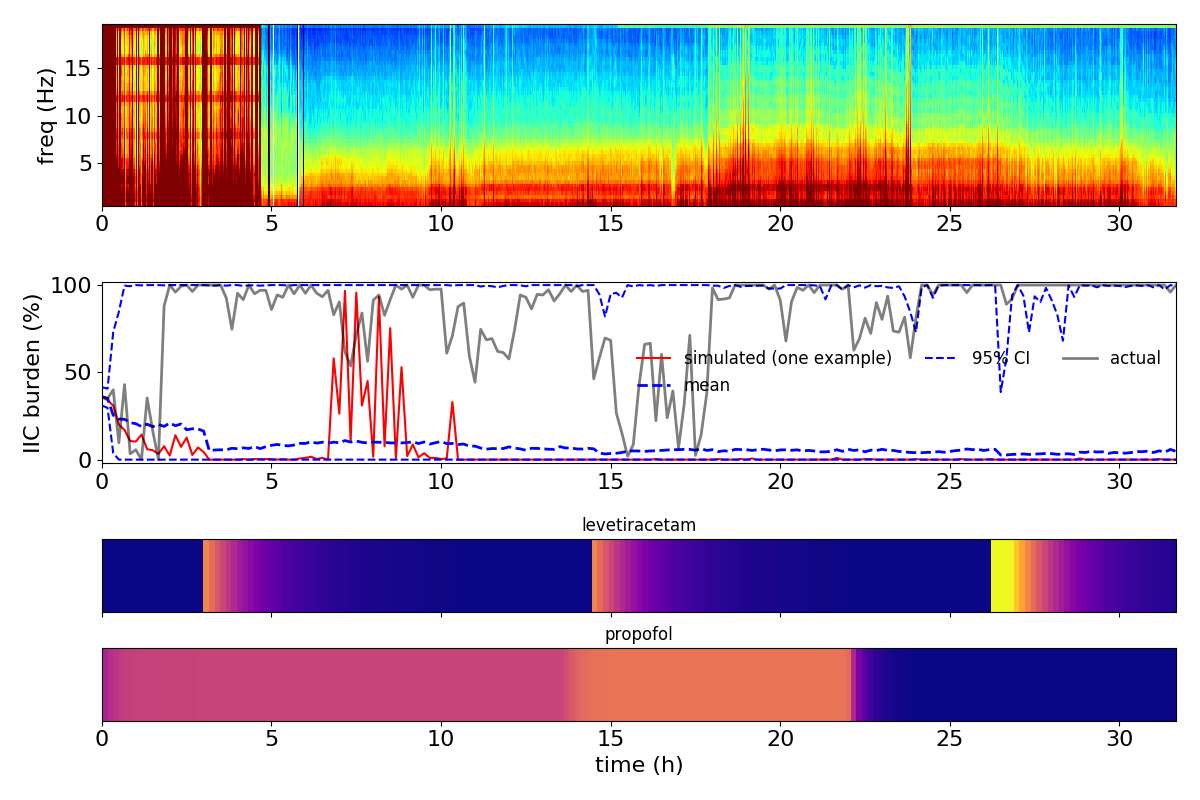 freq (Hz)
15
10
5
0 5 10 15 20 25 30
IIC burden (%)
100
50
0
simulated (one example) 95% CI actual
mean
0 5 10 15 20 25 30
levetiracetam
propofol
0 5 10 15 20 25 30
time (h)